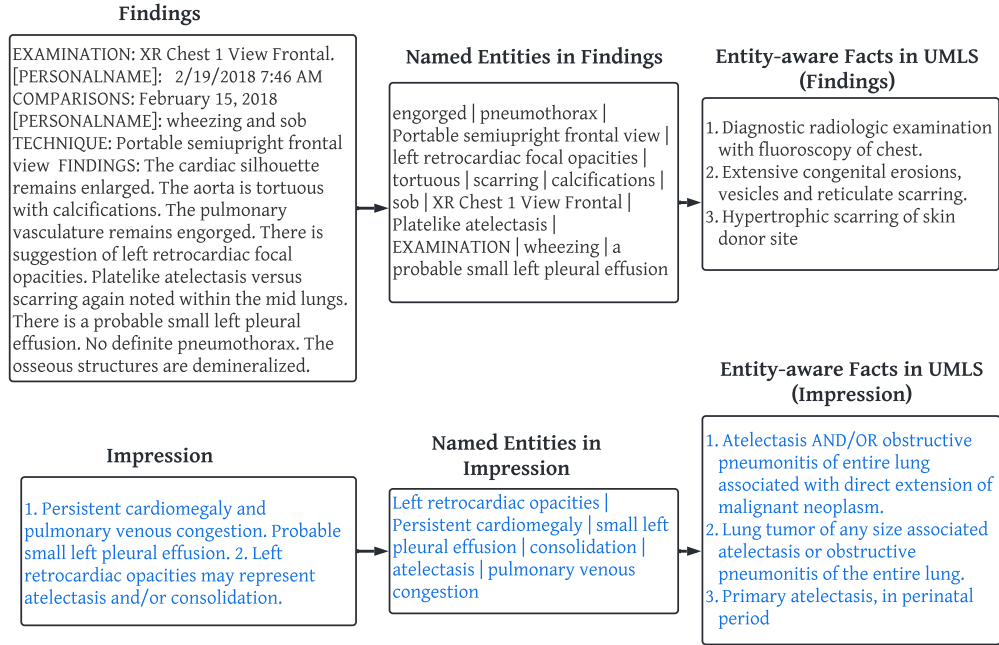 Findings
EXAMINATION: XR Chest 1 View Frontal.
[PERSONALNAME]: 2/19/2018 7:46 AM
COMPARISONS: February 15, 2018
[PERSONALNAME]: wheezing and sob
TECHNIQUE: Portable semiupright frontal
view FINDINGS: The cardiac silhouette
remains enlarged. The aorta is tortuous
with calcifications. The pulmonary
vasculature remains engorged. There is
suggestion of left retrocardiac focal
opacities. Platelike atelectasis versus
scarring again noted within the mid lungs.
There is a probable small left pleural
effusion. No definite pneumothorax. The
osseous structures are demineralized.
Named Entities in Findings
engorged | pneumothorax |
Portable semiupright frontal view |
left retrocardiac focal opacities |
tortuous | scarring | calcifications |
sob | XR Chest 1 View Frontal |
Platelike atelectasis |
EXAMINATION | wheezing | a
probable small left pleural effusion
Entity-aware Facts in UMLS
(Findings)
1. Diagnostic radiologic examination
with fluoroscopy of chest.
2. Extensive congenital erosions,
vesicles and reticulate scarring.
3. Hypertrophic scarring of skin
donor site
Impression
1. Persistent cardiomegaly and
pulmonary venous congestion. Probable
small left pleural effusion. 2. Left
retrocardiac opacities may represent
atelectasis and/or consolidation.
Named Entities in
Impression
Left retrocardiac opacities |
Persistent cardiomegaly | small left
pleural effusion | consolidation |
atelectasis | pulmonary venous
congestion
Entity-aware Facts in UMLS
(Impression)
1. Atelectasis AND/OR obstructive
pneumonitis of entire lung
associated with direct extension of
malignant neoplasm.
2. Lung tumor of any size associated
atelectasis or obstructive
pneumonitis of the entire lung.
3. Primary atelectasis, in perinatal
period